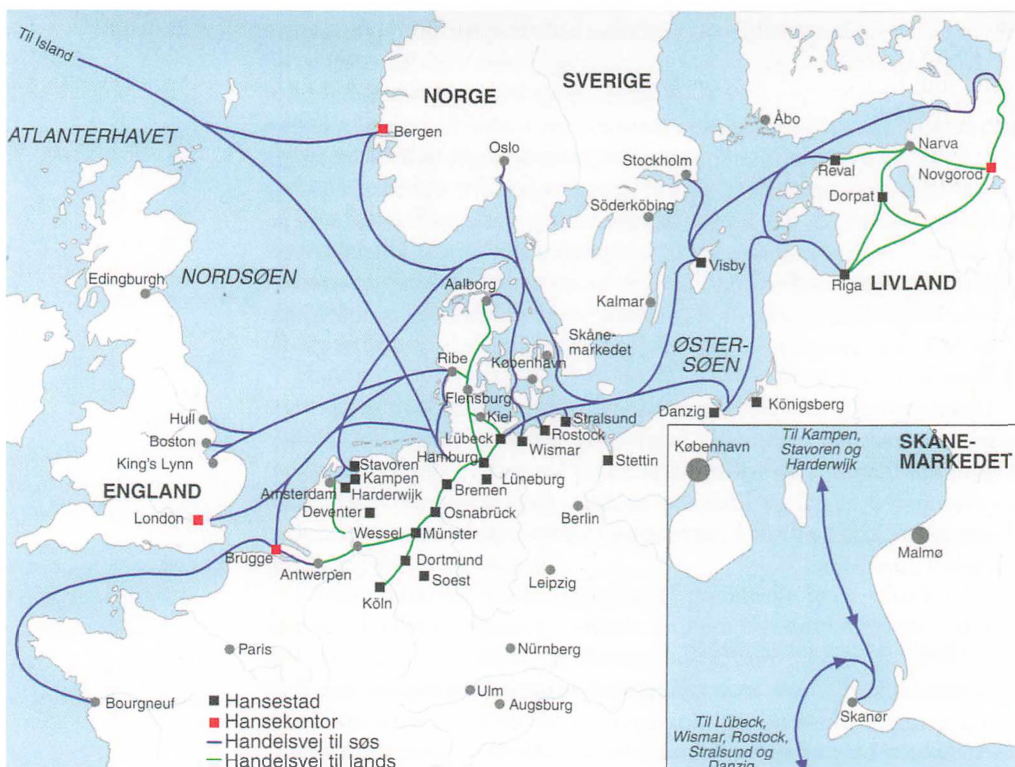 Til Island
ATLANTERHAVET
NORGE
SVERIGE
Bergen
Oslo
Åbo
Stockholm
Narva
Reval
Novgorod
Dorpat
Söderköbing
Edingburgh
NORDSØEN
Visby
Riga
LIVLAND
Aalborg
Kalmar
Skåne-
markedet
ØSTER-
SØEN
Ribe
København
Flensburg
Kiel
Hull
Boston
King's Lynn
Lübeck
Wismar
Rostock
Stralsund
Danzig
Königsberg
Hamburg
Stettin
Stavoren
Kampen
Harderwijk
Amsterdam
Lüneburg
Bremen
ENGLAND
London
Deventer
Osnabrück
Berlin
Wessel
Münster
Brügge
Antwerpen
Dortmund
Soest
Köln
Leipzig
Paris
Nürnberg
Ulm
Augsburg
Bourgneuf
Hansestad
Hansekontor
Handelsvej til søs
Handelsvej til lands
København
Til Kampen,
Stavoren og
Harderwijk
SKÅNE-
MARKEDET
Malmø
Skanør
Til Lübeck,
Wismar, Rostock,
Stralsund og
Danzig